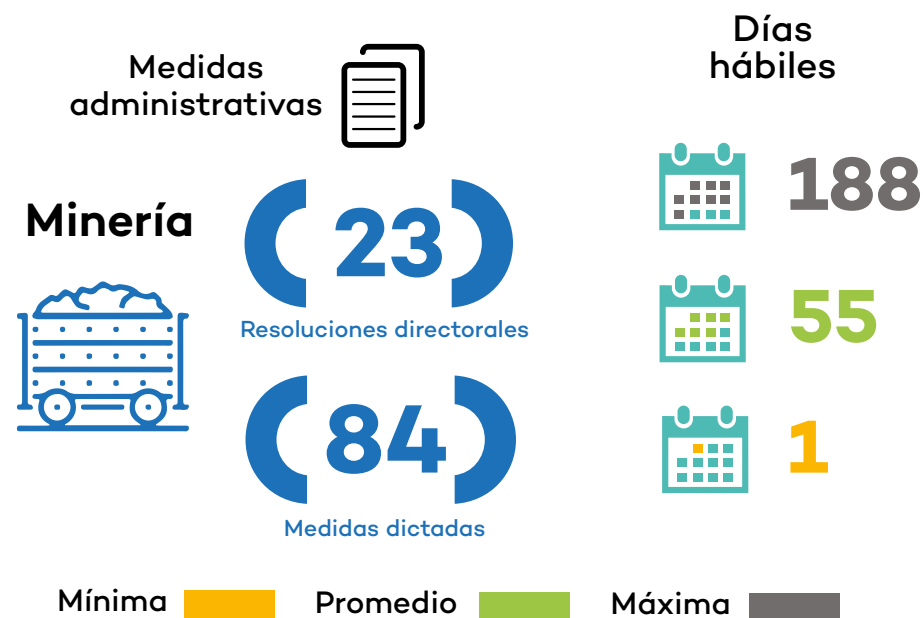 Medidas
administrativas
Días
hábiles
Minería
23
Resoluciones directorales
84
Medidas dictadas
188
55
1
Mínima
Promedio
Máxima